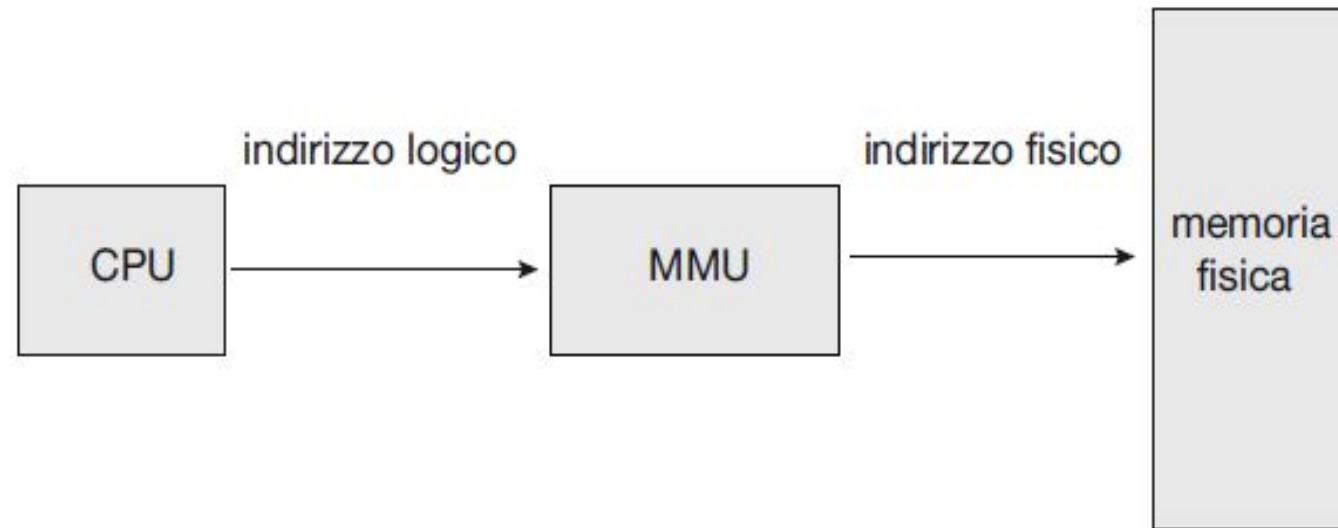 indirizzo logico
indirizzo fisico
CPU
MMU
memoria
fisica